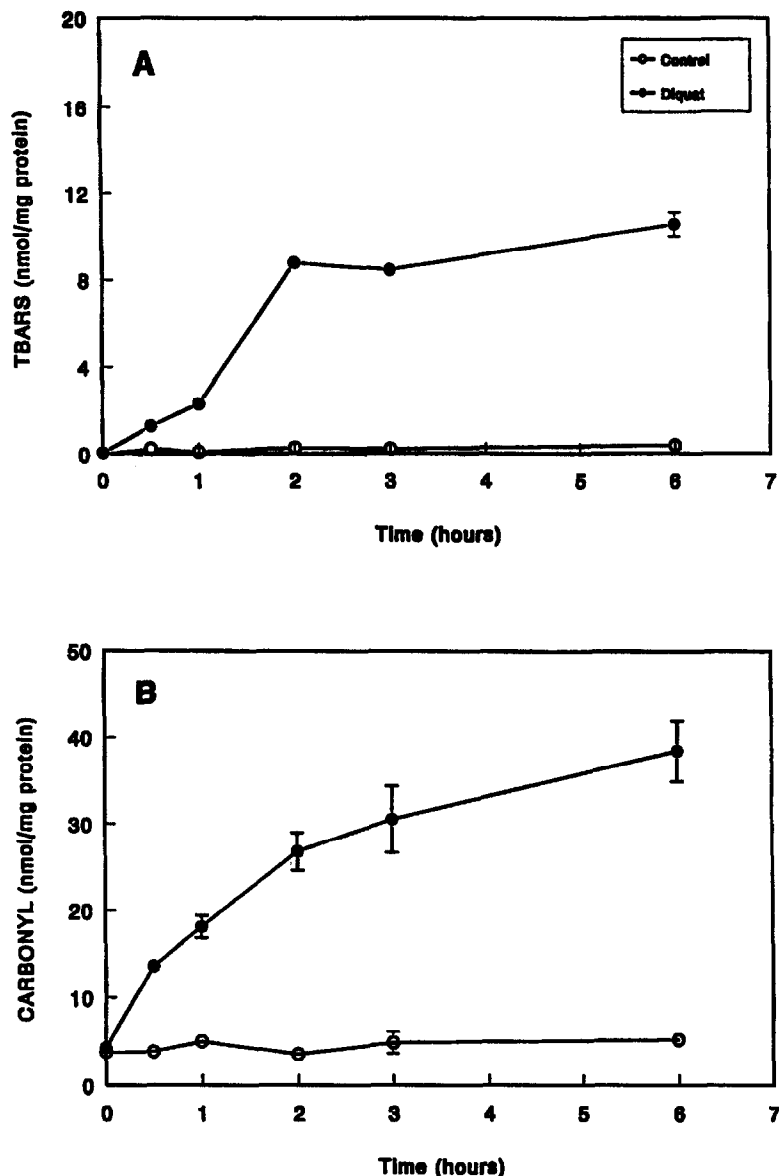 A
Control
Diquat
TBARS (nmol/mg protein)
20
16
12
8
4
0
0 1 2 3 4 5 6 7
Time (hours)
B
CARBONYL (nmol/mg protein)
50
40
30
20
10
0
0 1 2 3 4 5 6 7
Time (hours)